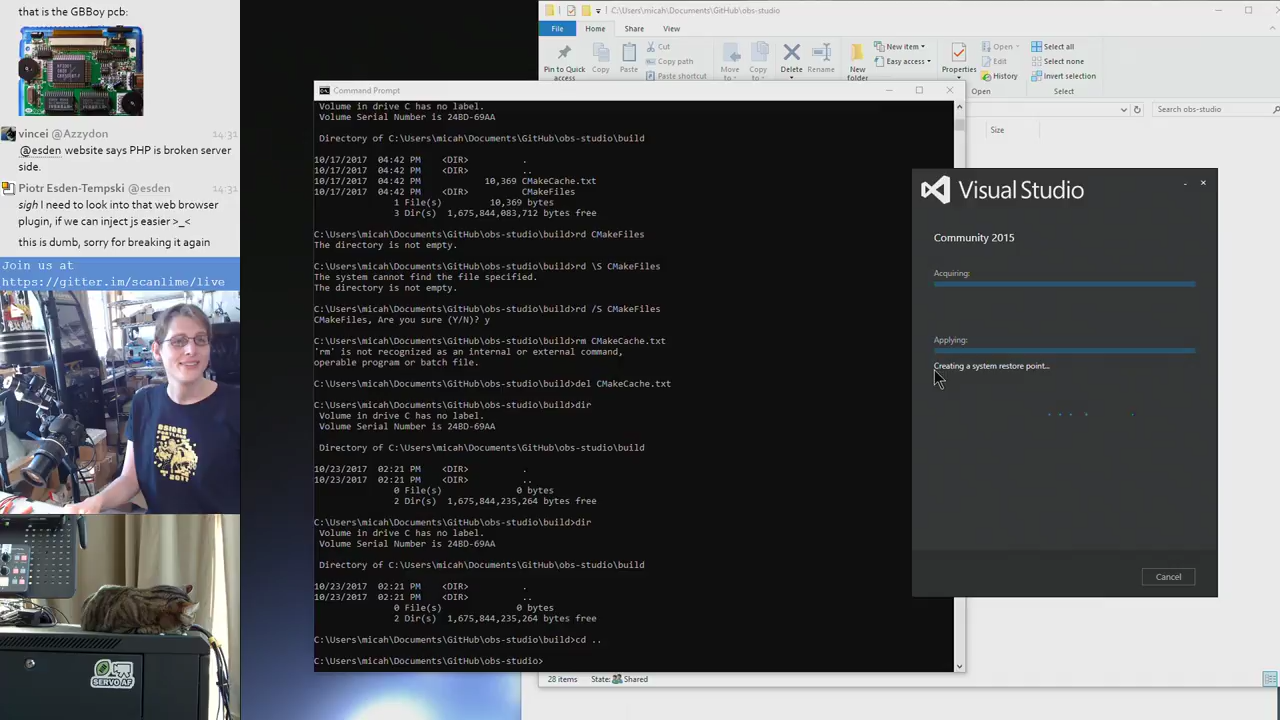 that is the GBBoy pcb:
vincei @Azzydon 14:31
@esden website says PHP is broken server
side.
Piotr Esden-Tempski @esden 14:31
sigh I need to look into that web browser
plugin, if we can inject js easier >_<
this is dumb, sorry for breaking it again
Join us at
https://gitter.im/scanlime/live
SERVO AF
C:\Users\micah\Documents\GitHub\obs-studio
File Home Share View
Pin to Quick
access
Copy
Paste
Cut
Copy path
Paste shortcut
Move
to
Copy
to
Delete
Rename
New
folder
New item
Easy access
Properties
Open
Edit
History
Open
Select all
Select none
Invert selection
Select
Search obs-studio
Size
28 items State: Shared
Command Prompt
Volume in drive C has no label.
Volume Serial Number is 24BD-69AA
Directory of C:\Users\micah\Documents\GitHub\obs-studio\build
10/17/2017 04:42 PM <DIR> .
10/17/2017 04:42 PM <DIR> ..
10/17/2017 04:42 PM 10,369 CMakeCache.txt
10/17/2017 04:42 PM <DIR> CMakeFiles
1 File(s) 10,369 bytes
3 Dir(s) 1,675,844,083,712 bytes free
C:\Users\micah\Documents\GitHub\obs-studio\build>rd CMakeFiles
The directory is not empty.
C:\Users\micah\Documents\GitHub\obs-studio\build>rd \S CMakeFiles
The system cannot find the file specified.
The directory is not empty.
C:\Users\micah\Documents\GitHub\obs-studio\build>rd /S CMakeFiles
CMakeFiles, Are you sure (Y/N)? y
C:\Users\micah\Documents\GitHub\obs-studio\build>rm CMakeCache.txt
'rm' is not recognized as an internal or external command,
operable program or batch file.
C:\Users\micah\Documents\GitHub\obs-studio\build>del CMakeCache.txt
C:\Users\micah\Documents\GitHub\obs-studio\build>dir
Volume in drive C has no label.
Volume Serial Number is 24BD-69AA
Directory of C:\Users\micah\Documents\GitHub\obs-studio\build
10/23/2017 02:21 PM <DIR> .
10/23/2017 02:21 PM <DIR> ..
0 File(s) 0 bytes
2 Dir(s) 1,675,844,235,264 bytes free
C:\Users\micah\Documents\GitHub\obs-studio\build>dir
Volume in drive C has no label.
Volume Serial Number is 24BD-69AA
Directory of C:\Users\micah\Documents\GitHub\obs-studio\build
10/23/2017 02:21 PM <DIR> .
10/23/2017 02:21 PM <DIR> ..
0 File(s) 0 bytes
2 Dir(s) 1,675,844,235,264 bytes free
C:\Users\micah\Documents\GitHub\obs-studio\build>cd ..
C:\Users\micah\Documents\GitHub\obs-studio>
Visual Studio
Community 2015
Acquiring:
Applying:
Creating a system restore point...
Cancel